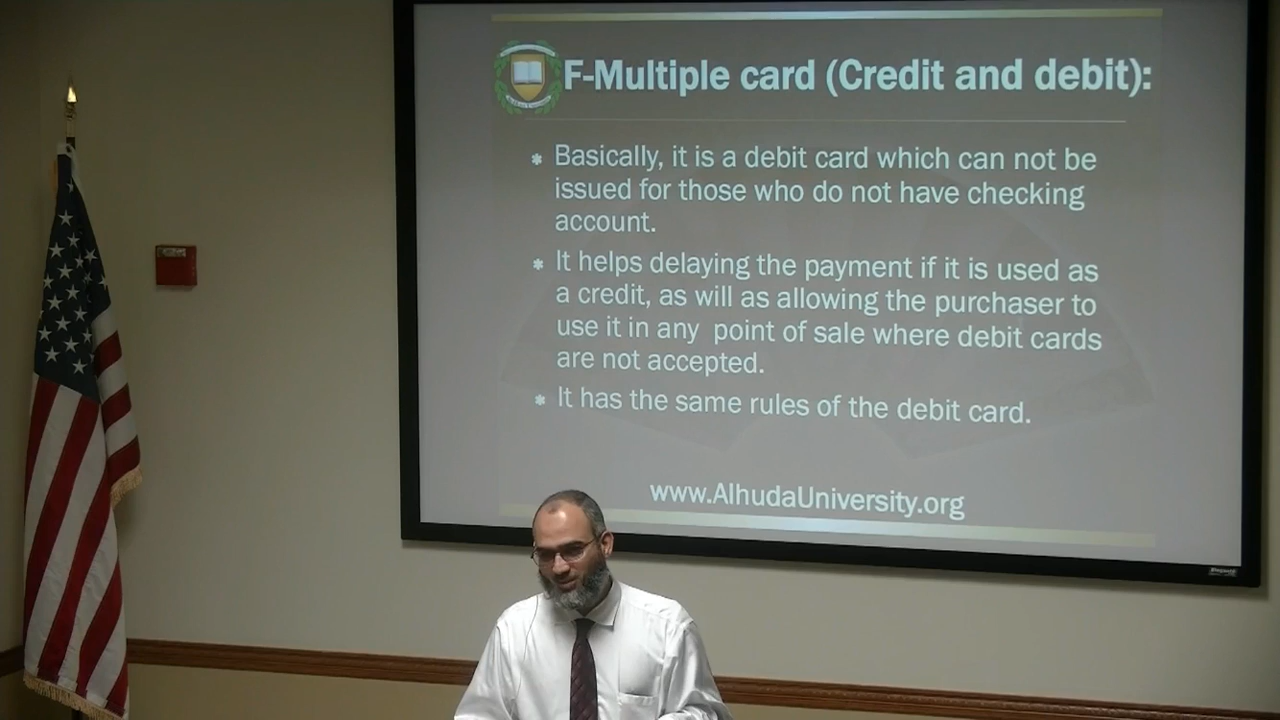 F-Multiple card (Credit and debit):
* Basically, it is a debit card which can not be
issued for those who do not have checking
account.
* It helps delaying the payment if it is used as
a credit, as will as allowing the purchaser to
use it in any point of sale where debit cards
are not accepted.
* It has the same rules of the debit card.
www.AlhudaUniversity.org